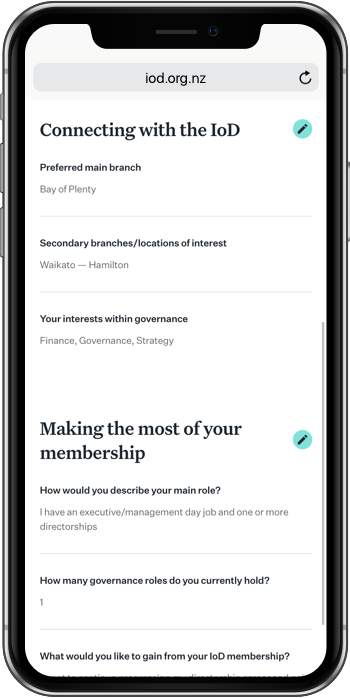 iod.org.nz
Connecting with the IoD
Preferred main branch
Bay of Plenty
Secondary branches/locations of interest
Waikato — Hamilton
Your interests within governance
Finance, Governance, Strategy
Making the most of your
membership
How would you describe your main role?
I have an executive/management day job and one or more
directorships
How many governance roles do you currently hold?
1
What would you like to gain from your IoD membership?